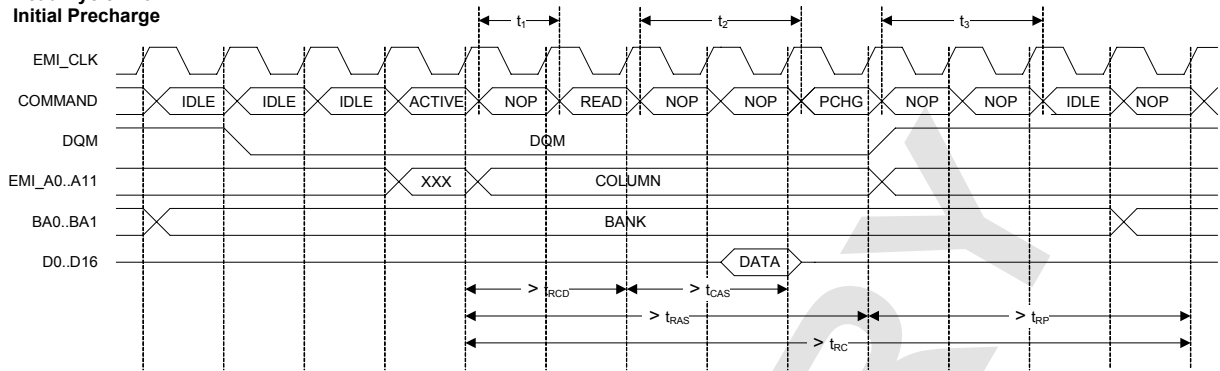 Initial Precharge
t1 t2 t3
EMI_CLK
COMMAND IDLE IDLE IDLE ACTIVE NOP READ NOP NOP PCHG NOP NOP IDLE NOP
DQM DQM
EMI_A0..A11 XXX COLUMN
BA0..BA1 BANK
D0..D16 DATA
> tRCD > tCAS
> tRAS > tRP
> tRC